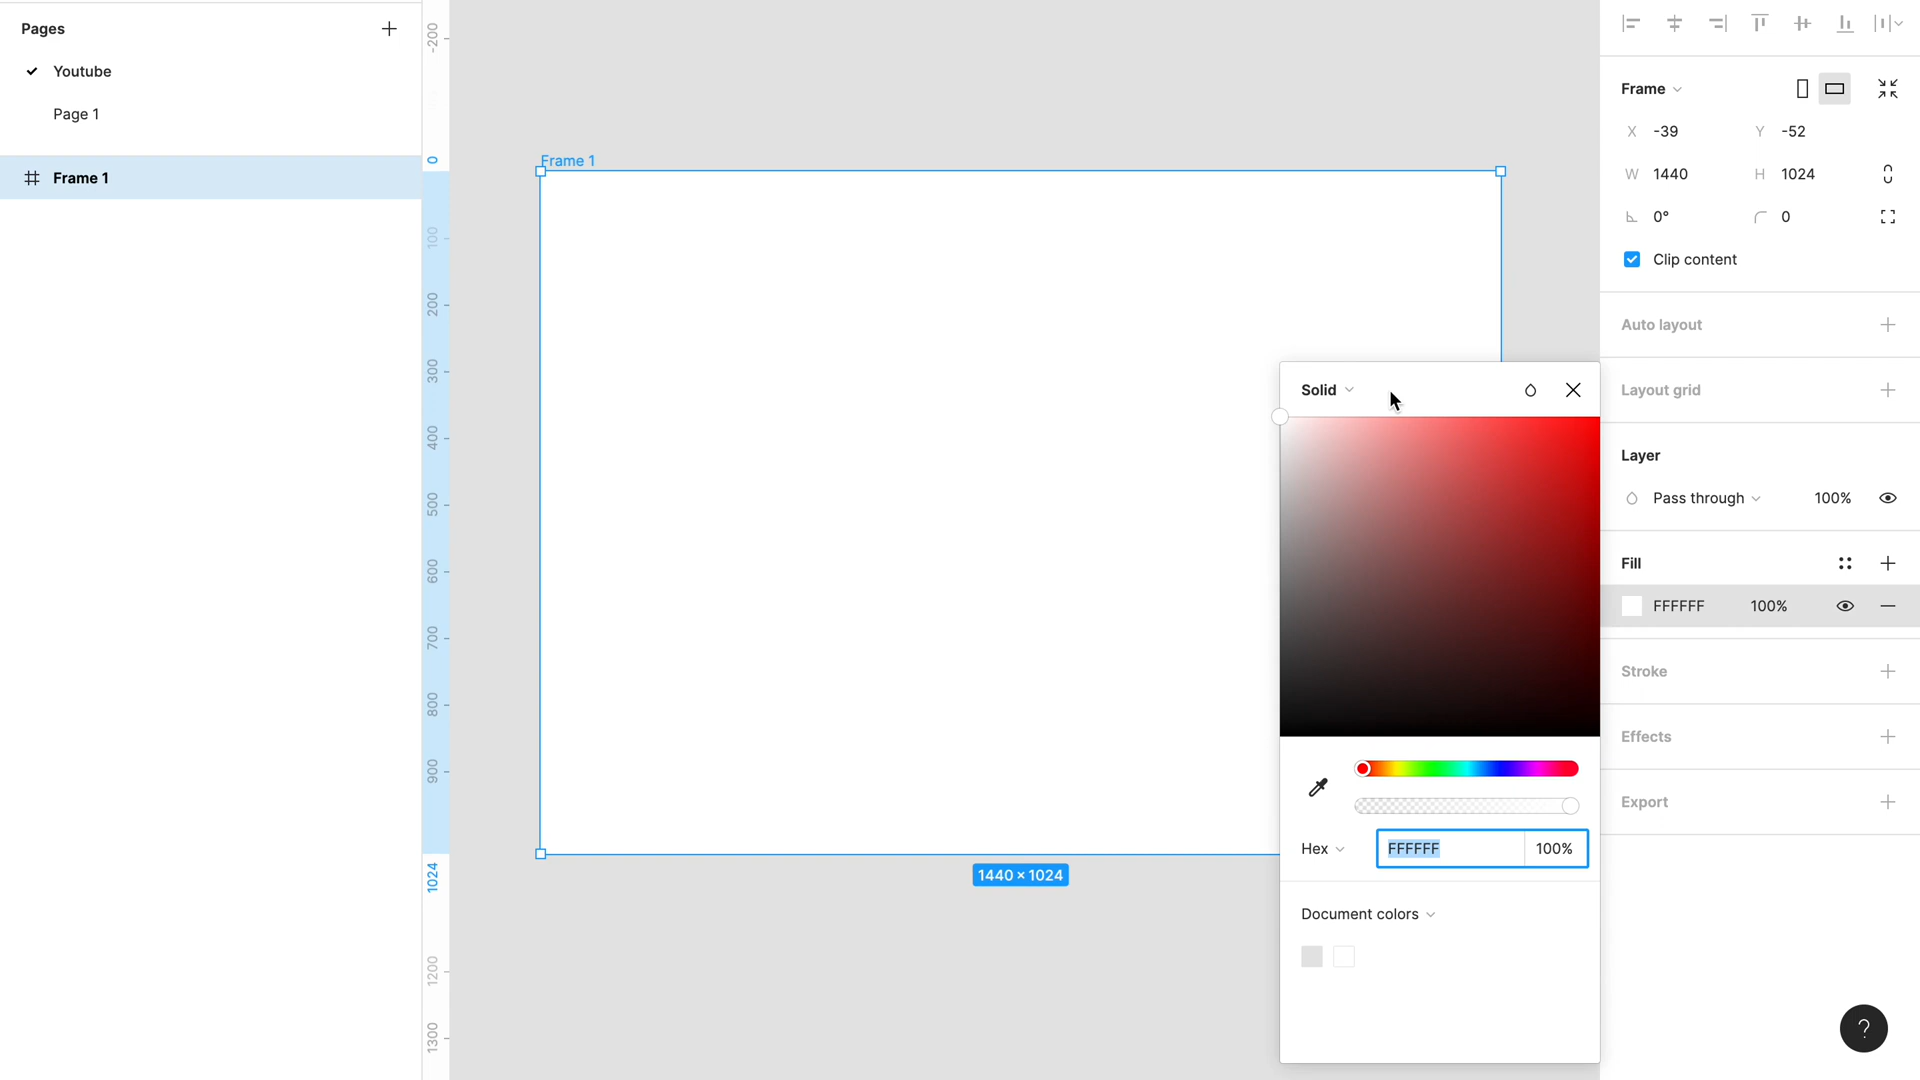 Pages
Youtube
Page 1
Frame 1
-200
0
100
200
300
400
500
600
700
800
900
1024
1200
1300
Frame 1
1440 × 1024
Solid
Hex
FFFFFF
100%
Document colors
Frame
X -39
Y -52
W 1440
H 1024
0°
0
Clip content
Auto layout
Layout grid
Layer
Pass through
100%
Fill
FFFFFF
100%
Stroke
Effects
Export
?